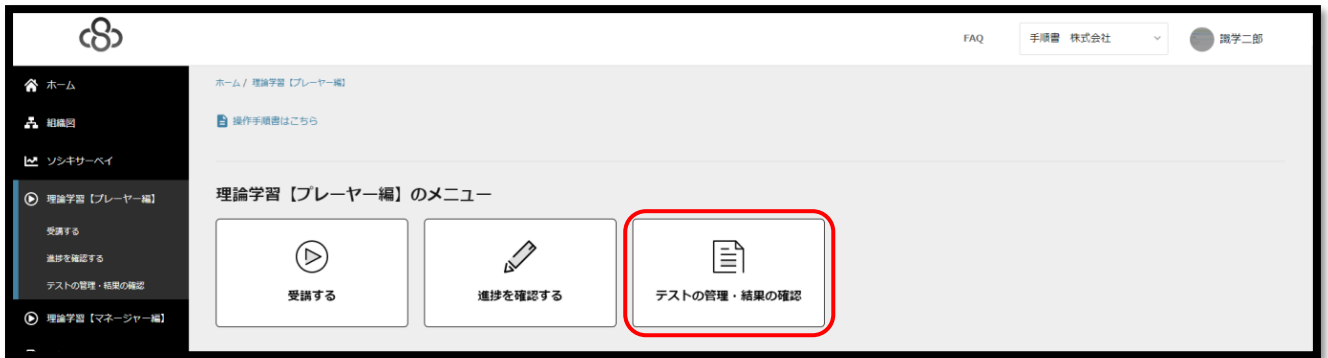 FAQ
手順書 株式会社
識学二郎
ホーム
組織図
ソシキサーベイ
理論学習【プレーヤー編】
受講する
進捗を確認する
テストの管理・結果の確認
理論学習【マネージャー編】
ホーム / 理論学習【プレーヤー編】
操作手順書はこちら
理論学習【プレーヤー編】のメニュー
受講する
進捗を確認する
テストの管理・結果の確認